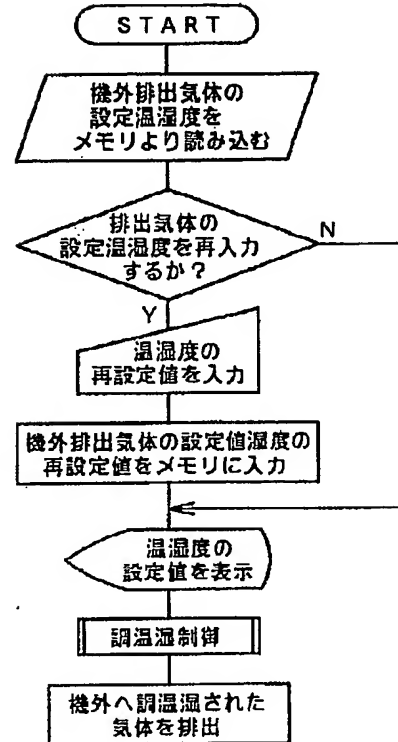 START
機外排出気体の
設定温湿度を
メモリより読み込む
排出気体の
設定温湿度を再入力
するか?
N
Y
温湿度の
再設定値を入力
機外排出気体の設定値湿度の
再設定値をメモリに入力
温湿度の
設定値を表示
調温湿制御
機外へ調温湿された
気体を排出